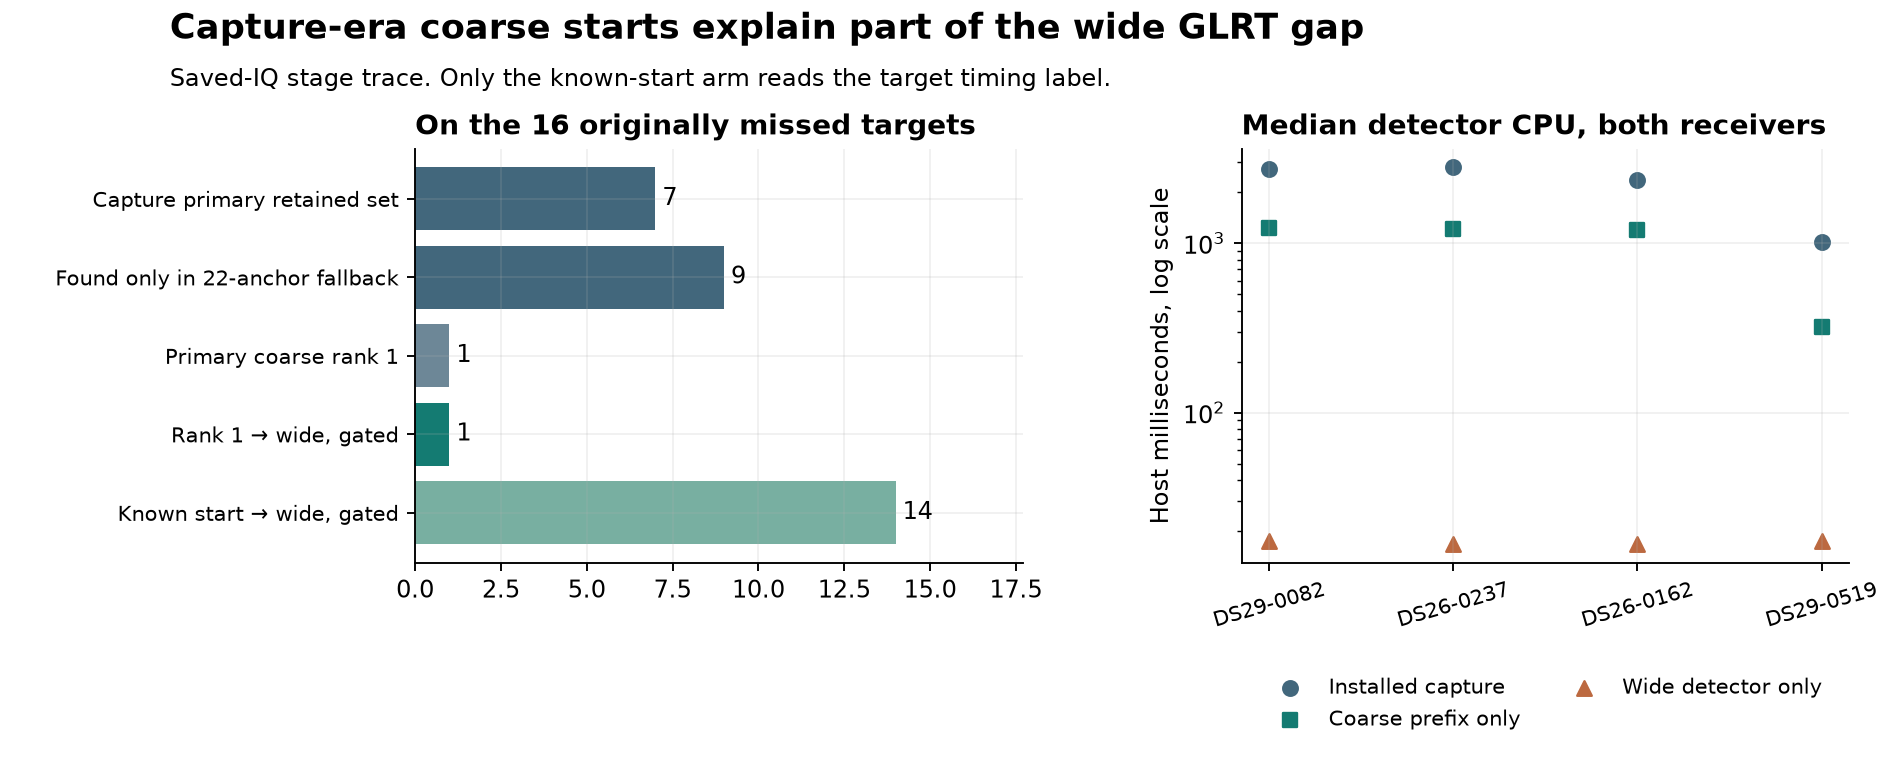 Capture-era coarse starts explain part of the wide GLRT gap
Saved-IQ stage trace. Only the known-start arm reads the target timing label.
On the 16 originally missed targets
Capture primary retained set
7
Found only in 22-anchor fallback
9
Primary coarse rank 1
1
Rank 1 → wide, gated
1
Known start → wide, gated
14
0.0 2.5 5.0 7.5 10.0 12.5 15.0 17.5
Median detector CPU, both receivers
Host milliseconds, log scale
10³
10²
DS29-0082 DS26-0237 DS26-0162 DS29-0519
Installed capture
Coarse prefix only
Wide detector only